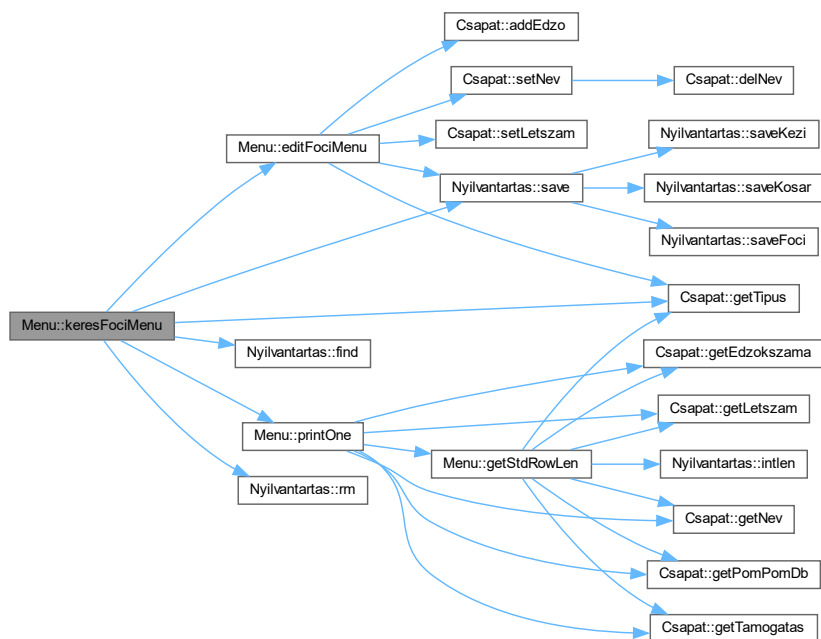 Csapat::addEdzo
Csapat::setNev
Csapat::delNev
Menu::editFociMenu
Csapat::setLetszam
Nyilvantartas::saveKezi
Nyilvantartas::save
Nyilvantartas::saveKosar
Nyilvantartas::saveFoci
Csapat::getTipus
Menu::keresFociMenu
Nyilvantartas::find
Csapat::getEdzokszama
Csapat::getLetszam
Menu::printOne
Menu::getStdRowLen
Nyilvantartas::intlen
Nyilvantartas::rm
Csapat::getNev
Csapat::getPomPomDb
Csapat::getTamogatas